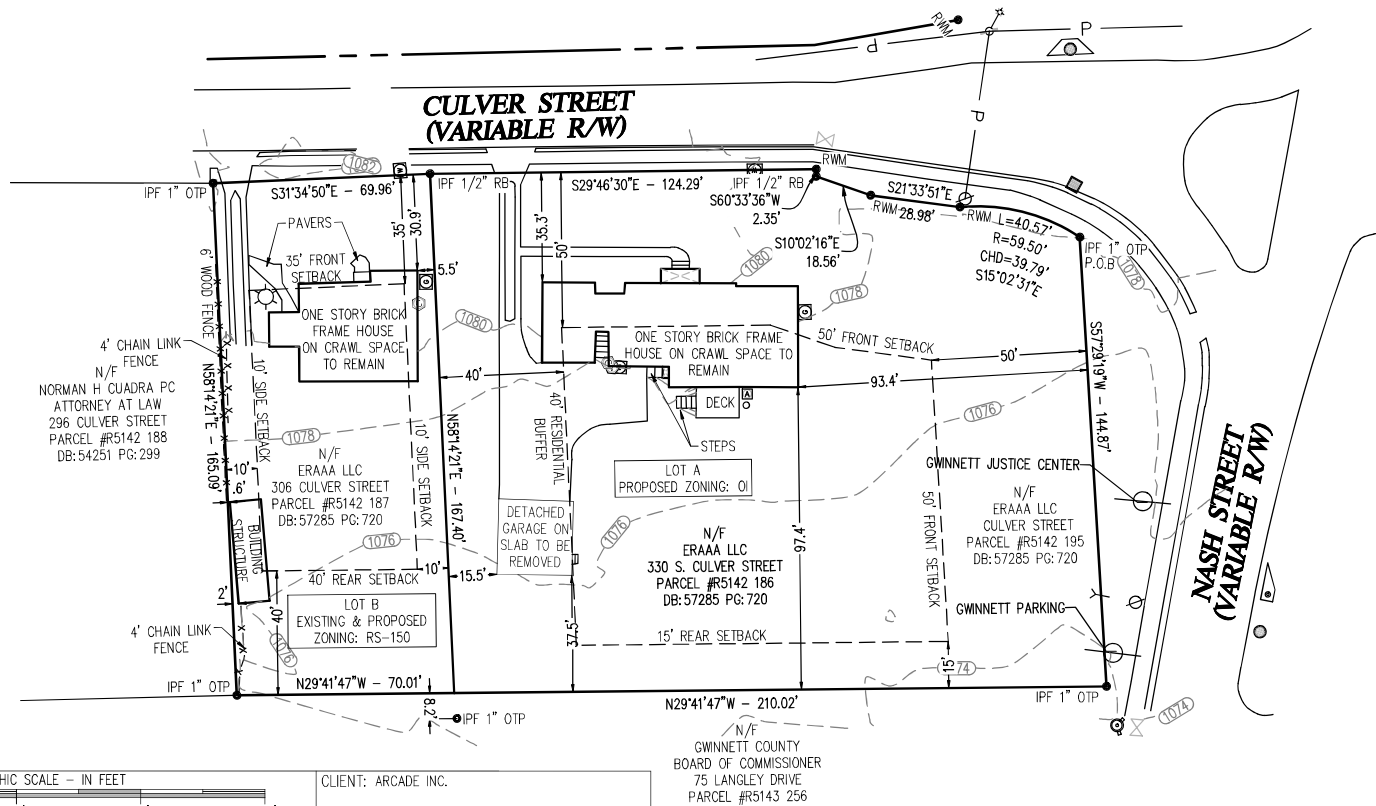 RWM
P
P
P
CULVER STREET
(VARIABLE R/W)
1082
W
IPF 1" OTP
S31°34'50"E - 69.96'
IPF 1/2" RB
S29°46'30"E - 124.29'
IPF 1/2" RB
RWM
S60°33'36"W
2.35'
S21°33'51"E
RWM
28.98'
RWM
L=40.57'
R=59.50'
CHD=39.79'
S15°02'31"E
IPF 1" OTP
P.O.B
1078
S10°02'16"E
18.56'
PAVERS
35' FRONT
SETBACK
35'
30.9'
5.5'
G
35.3'
50'
1080
1078
G
6' WOOD FENCE
ONE STORY BRICK
FRAME HOUSE
ON CRAWL SPACE
TO REMAIN
1080
ONE STORY BRICK FRAME
HOUSE ON CRAWL SPACE TO
REMAIN
50' FRONT SETBACK
50'
S57°29'19"W - 144.87'
4' CHAIN LINK
FENCE
N/F
NORMAN H CUADRA PC
ATTORNEY AT LAW
296 CULVER STREET
PARCEL #R5142 188
DB:54251 PG:299
N58°14'21"E - 165.09'
10' SIDE SETBACK
40'
93.4'
A
DECK
STEPS
40' RESIDENTIAL
BUFFER
1076
1078
10' SIDE SETBACK
N58°14'21"E - 167.40'
LOT A
PROPOSED ZONING: OI
N/F
ERAAA LLC
306 CULVER STREET
PARCEL #R5142 187
DB:57285 PG:720
10'
.6'
BUILDING
STRUCTURE
1076
DETACHED
GARAGE ON
SLAB TO BE
REMOVED
1076
N/F
ERAAA LLC
330 S. CULVER STREET
PARCEL #R5142 186
DB:57285 PG:720
97.4'
50' FRONT SETBACK
GWINNETT JUSTICE CENTER
N/F
ERAAA LLC
CULVER STREET
PARCEL #R5142 195
DB:57285 PG:720
NASH STREET
(VARIABLE R/W)
40' REAR SETBACK
10'
15.5'
2'
40'
LOT B
EXISTING & PROPOSED
ZONING: RS-150
GWINNETT PARKING
4' CHAIN LINK
FENCE
1076
37.5'
15' REAR SETBACK
15'
1074
IPF 1" OTP
N29°41'47"W - 70.01'
8.2'
IPF 1" OTP
N29°41'47"W - 210.02'
IPF 1" OTP
1074
N/F
GWINNETT COUNTY
BOARD OF COMMISSIONER
75 LANGLEY DRIVE
PARCEL #R5143 256
HIC SCALE - IN FEET
CLIENT: ARCADE INC.